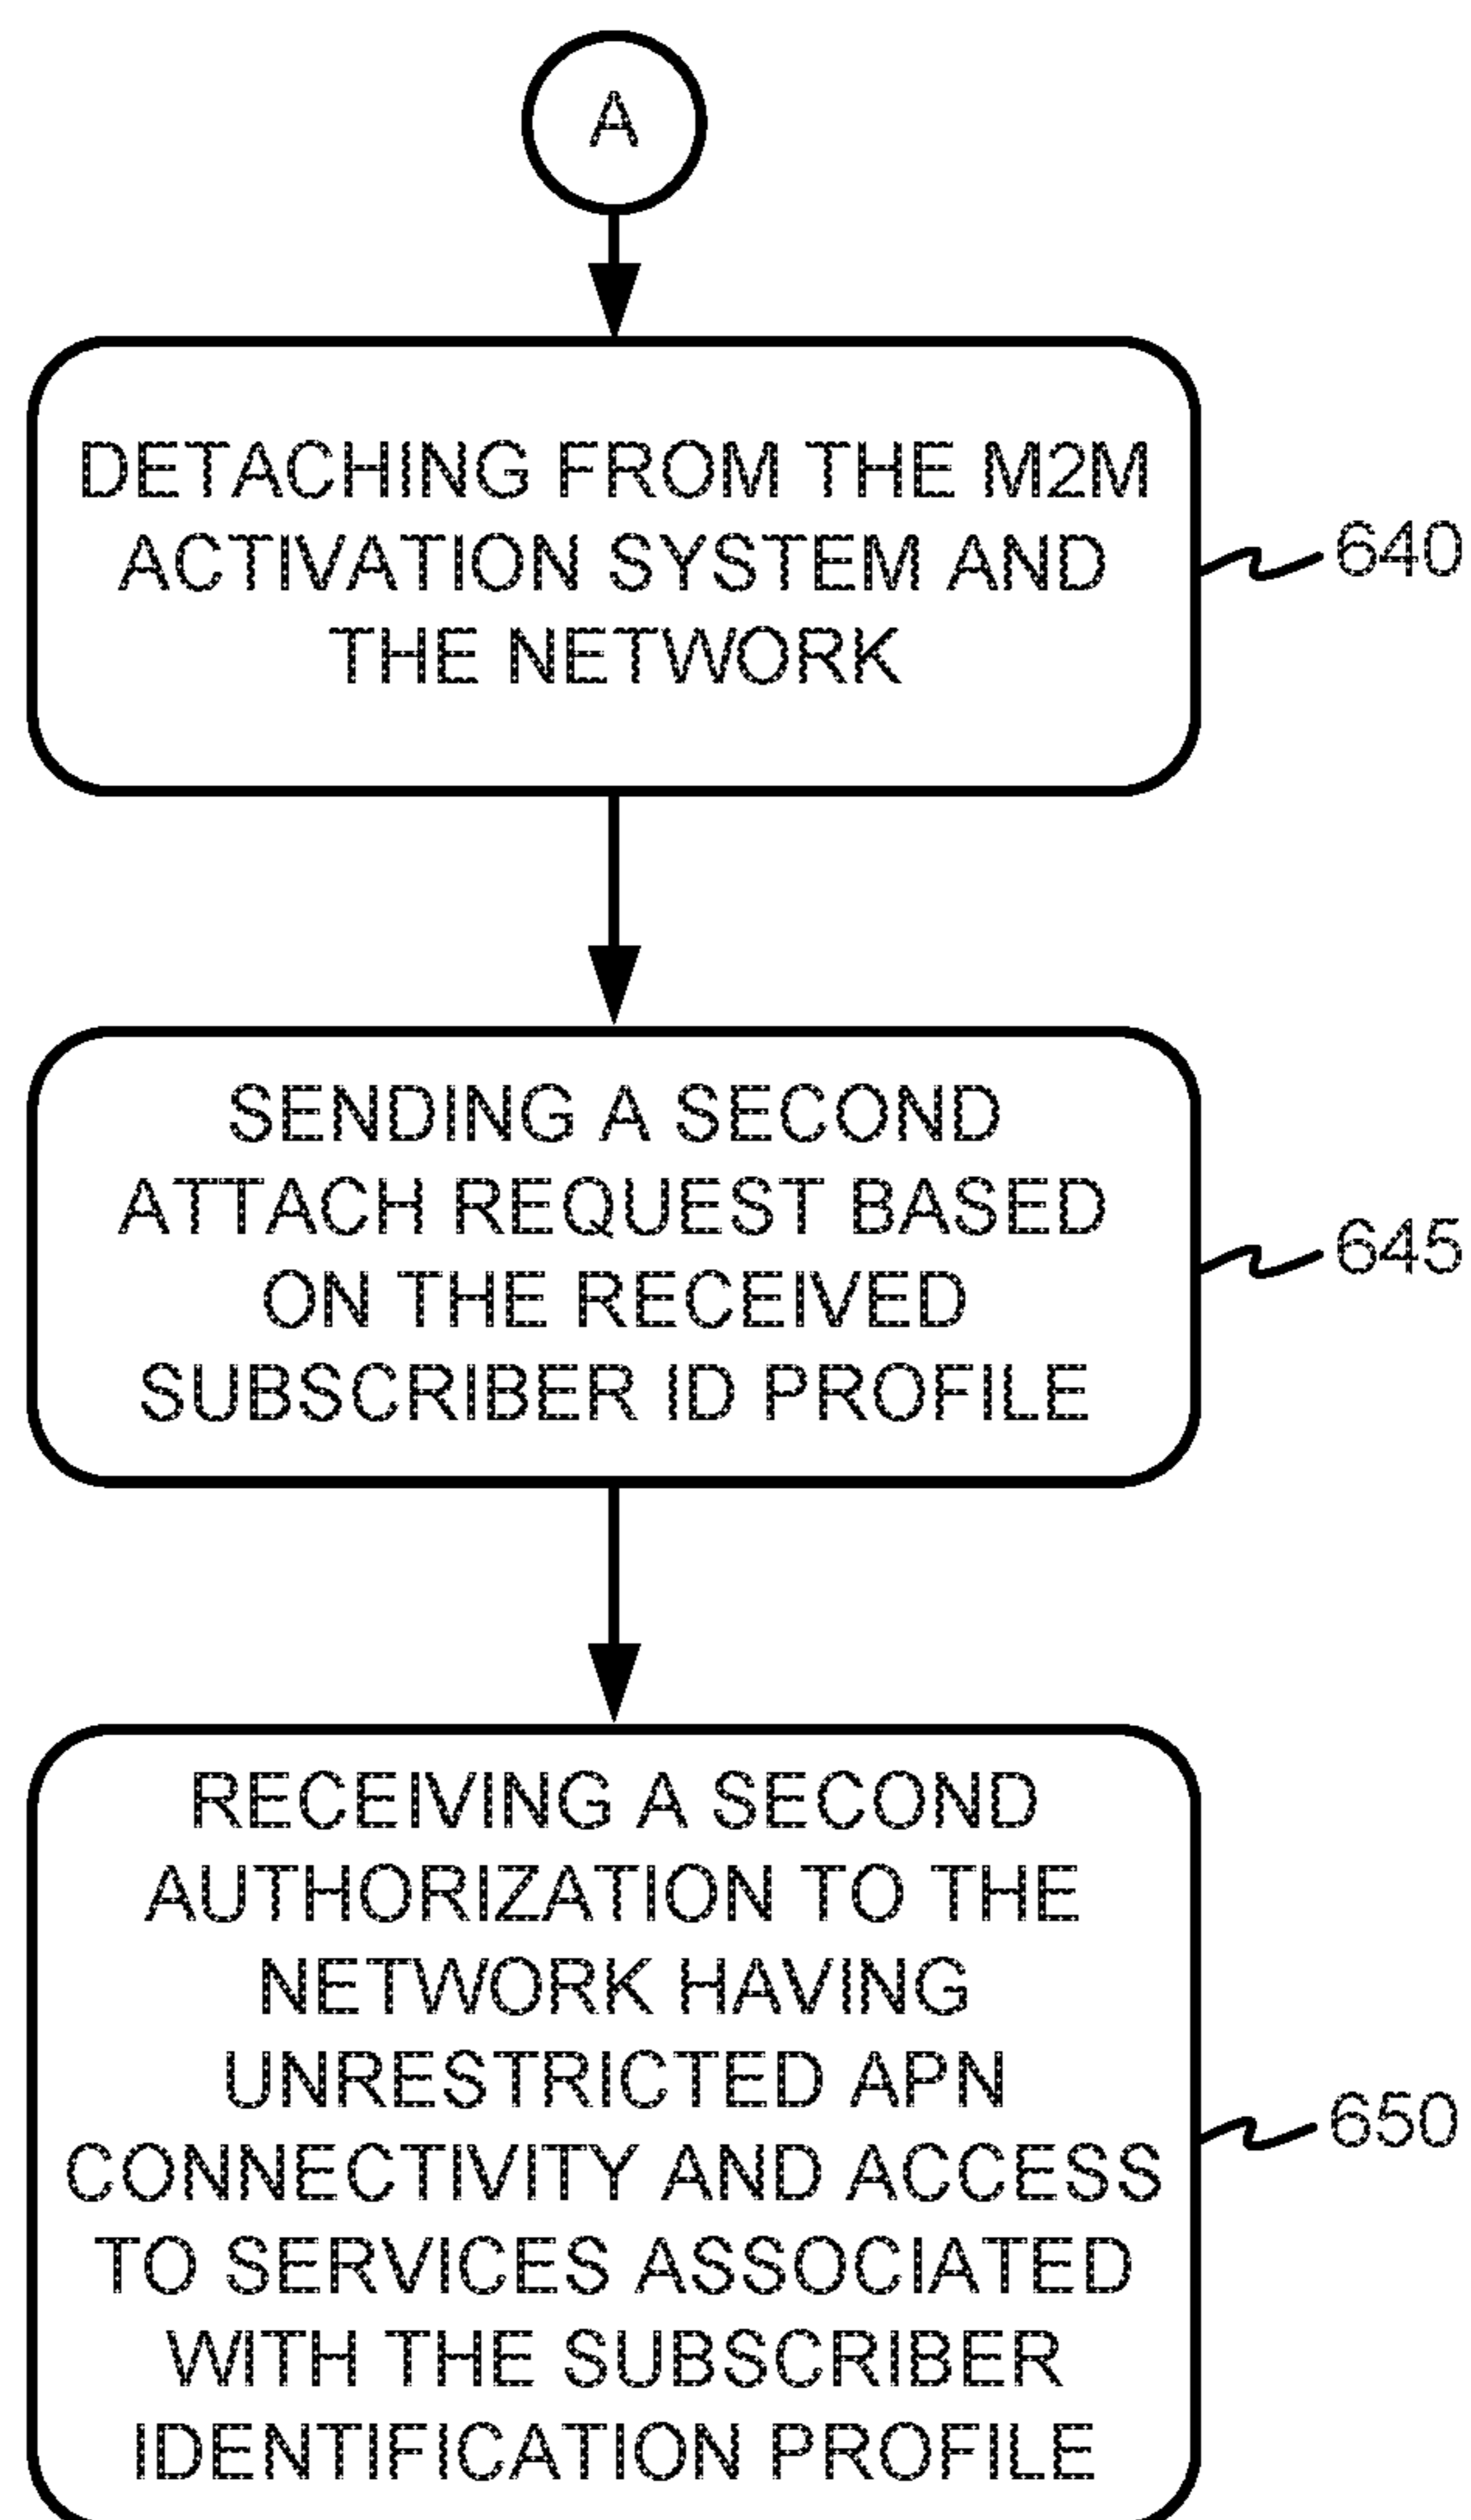 A
DETACHING FROM THE M2M
ACTIVATION SYSTEM AND
THE NETWORK
640
SENDING A SECOND
ATTACH REQUEST BASED
ON THE RECEIVED
SUBSCRIBER ID PROFILE
645
RECEIVING A SECOND
AUTHORIZATION TO THE
NETWORK HAVING
UNRESTRICTED APN
CONNECTIVITY AND ACCESS
TO SERVICES ASSOCIATED
WITH THE SUBSCRIBER
IDENTIFICATION PROFILE
650